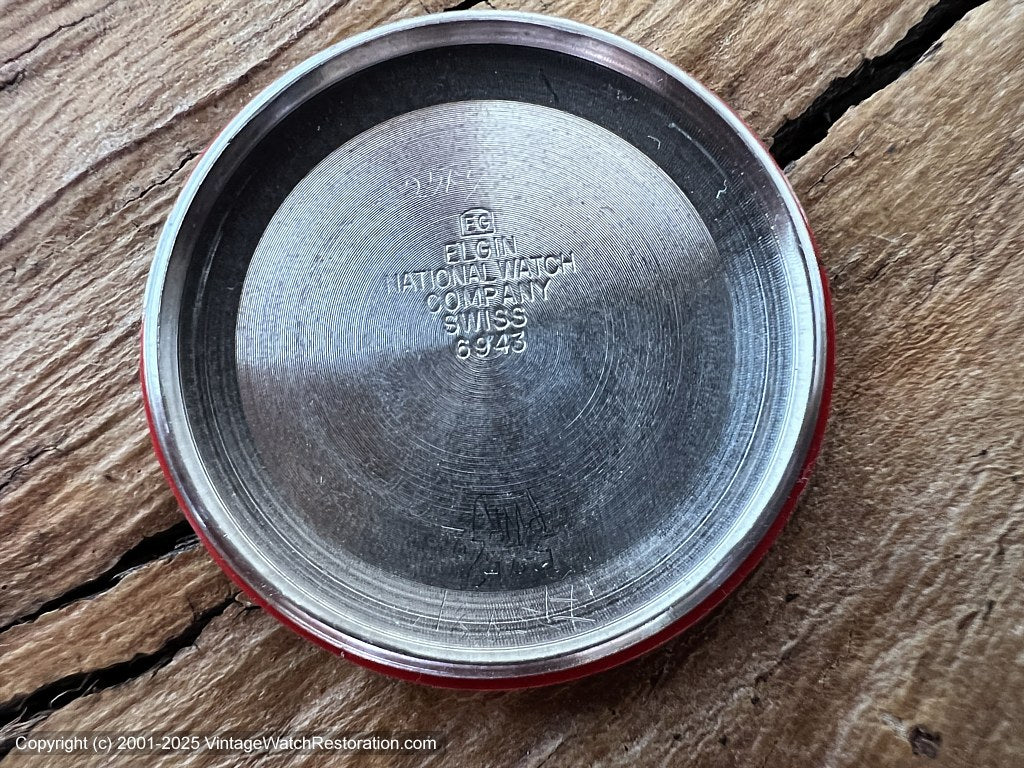 EG
ELGIN
NATIONAL WATCH
COMPANY
SWISS
6943
Copyright (c) 2001-2025 VintageWatchRestoration.com